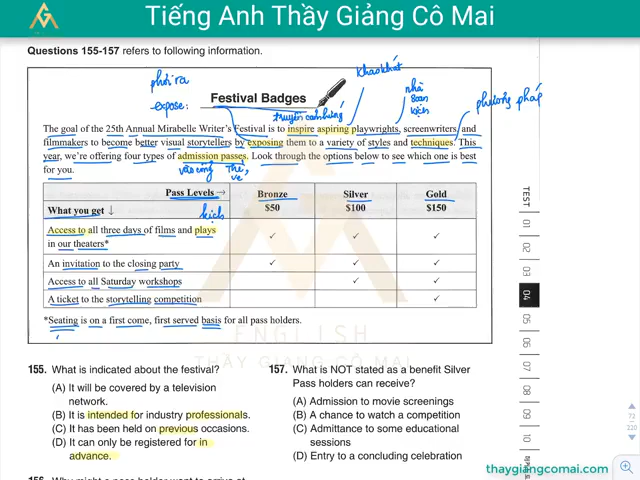 Tiếng Anh Thầy Giảng Cô Mai
Questions 155-157 refers to following information.
phơi ra
expose:
khao khát
nhà
soạn
kịch
phương pháp
truyền cảm hứng
Festival Badges
The goal of the 25th Annual Mirabelle Writer's Festival is to inspire aspiring playwrights, screenwriters, and
filmmakers to become better visual storytellers by exposing them to a variety of styles and techniques. This
year, we're offering four types of admission passes. Look through the options below to see which one is best
for you.
vào cổng
thẻ,
vé
Pass Levels → Bronze Silver Gold
What you get ↓ $50 $100 $150
kịch
Access to all three days of films and plays
in our theaters* ✓ ✓ ✓
An invitation to the closing party ✓ ✓ ✓
Access to all Saturday workshops ✓ ✓
A ticket to the storytelling competition ✓
*Seating is on a first come, first served basis for all pass holders.
ENGLISH
THẦY GIẢNG CÔ MAI
155. What is indicated about the festival?
(A) It will be covered by a television
network.
(B) It is intended for industry professionals.
(C) It has been held on previous occasions.
(D) It can only be registered for in
advance.
157. What is NOT stated as a benefit Silver
Pass holders can receive?
(A) Admission to movie screenings
(B) A chance to watch a competition
(C) Admittance to some educational
sessions
(D) Entry to a concluding celebration
TEST
01
02
03
04
05
06
07
08
09
10
72
220
thaygiangcomai.com